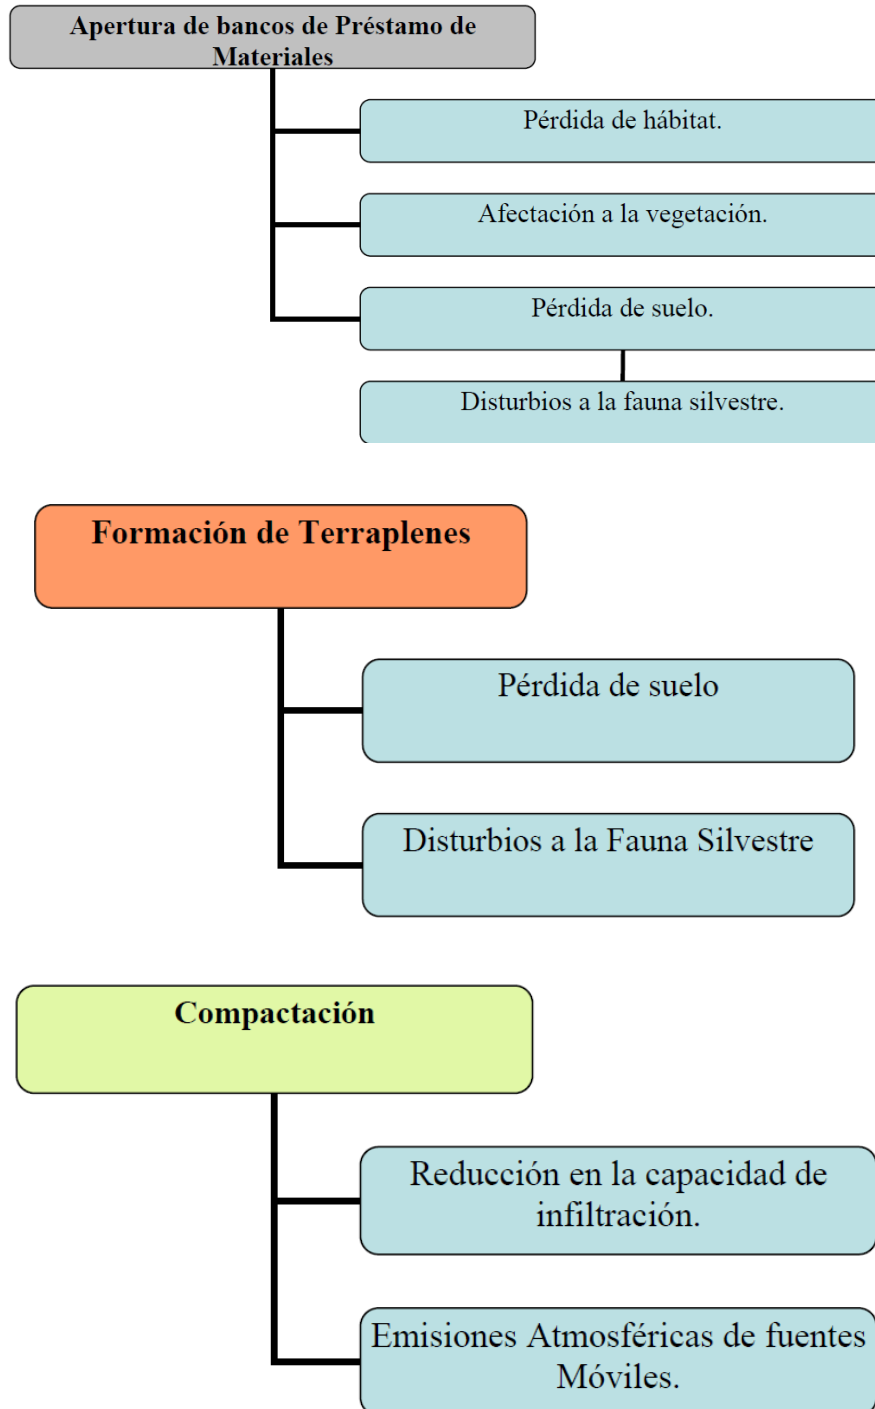 Apertura de bancos de Préstamo de
Materiales
Pérdida de hábitat.
Afectación a la vegetación.
Pérdida de suelo.
Disturbios a la fauna silvestre.
Formación de Terraplenes
Pérdida de suelo
Disturbios a la Fauna Silvestre
Compactación
Reducción en la capacidad de
infiltración.
Emisiones Atmosféricas de fuentes
Móviles.